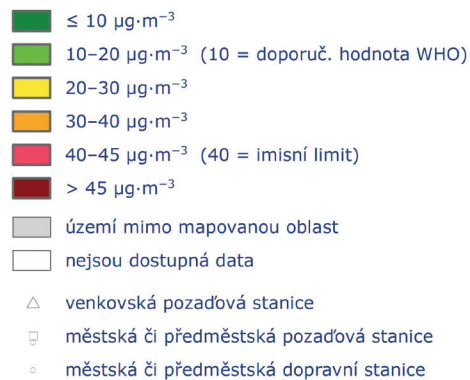 ≤ 10 µg·m⁻³
10–20 µg·m⁻³ (10 = doporuč. hodnota WHO)
20–30 µg·m⁻³
30–40 µg·m⁻³
40–45 µg·m⁻³ (40 = imisní limit)
> 45 µg·m⁻³
území mimo mapovanou oblast
nejsou dostupná data
venkovská pozaďová stanice
městská či předměstská pozaďová stanice
městská či předměstská dopravní stanice